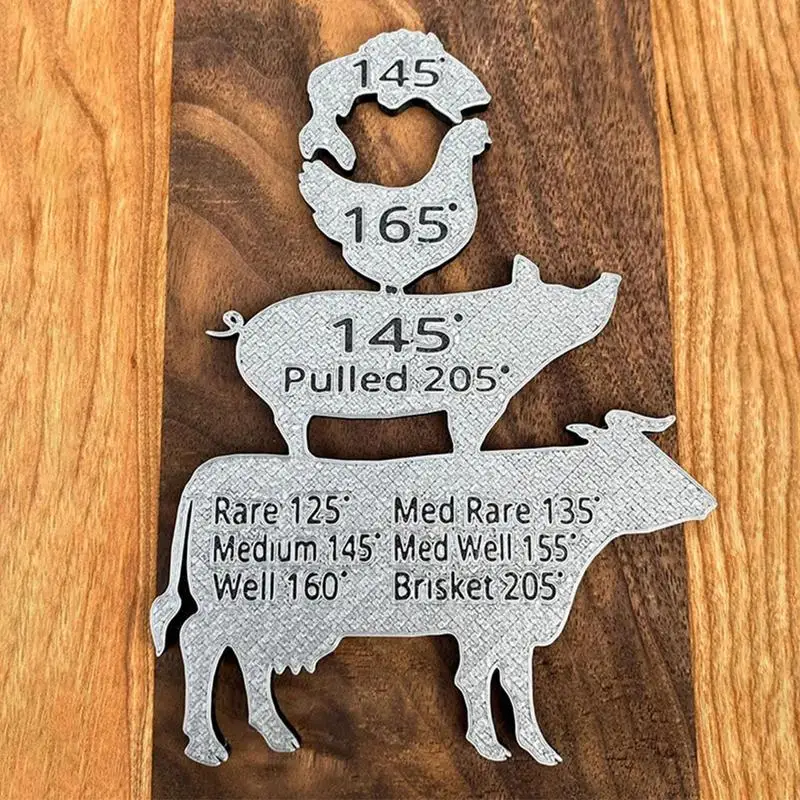 145°
165°
145°
Pulled 205°
Rare 125° Med Rare 135°
Medium 145° Med Well 155°
Well 160° Brisket 205°